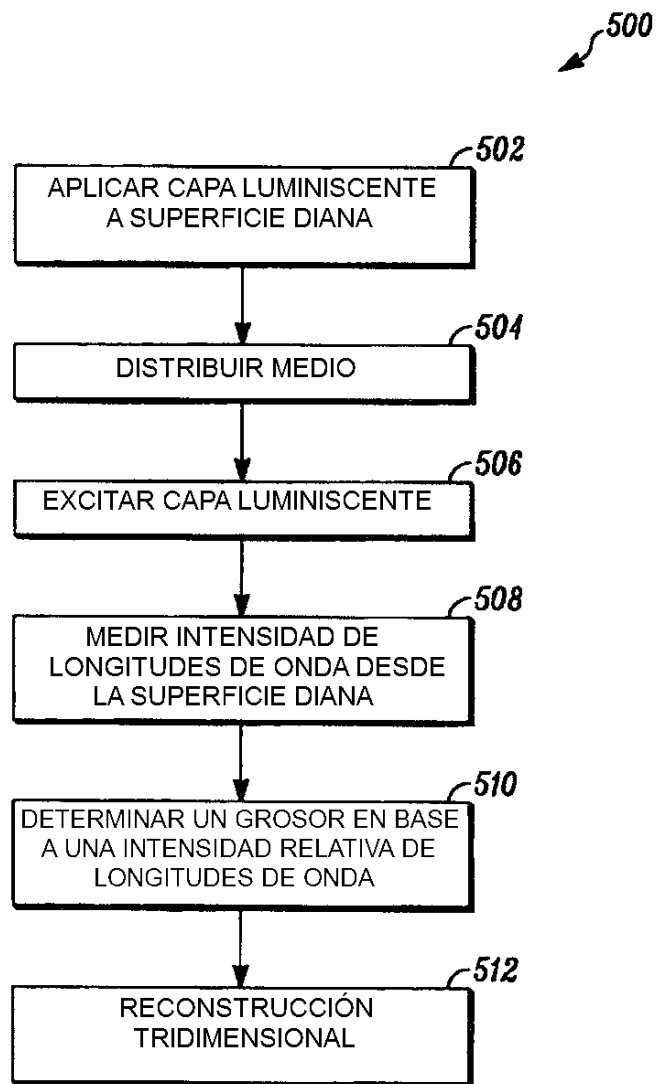 500
502
APLICAR CAPA LUMINISCENTE
A SUPERFICIE DIANA
504
DISTRIBUIR MEDIO
506
EXCITAR CAPA LUMINISCENTE
508
MEDIR INTENSIDAD DE
LONGITUDES DE ONDA DESDE
LA SUPERFICIE DIANA
510
DETERMINAR UN GROSOR EN BASE
A UNA INTENSIDAD RELATIVA DE
LONGITUDES DE ONDA
512
RECONSTRUCCIÓN
TRIDIMENSIONAL